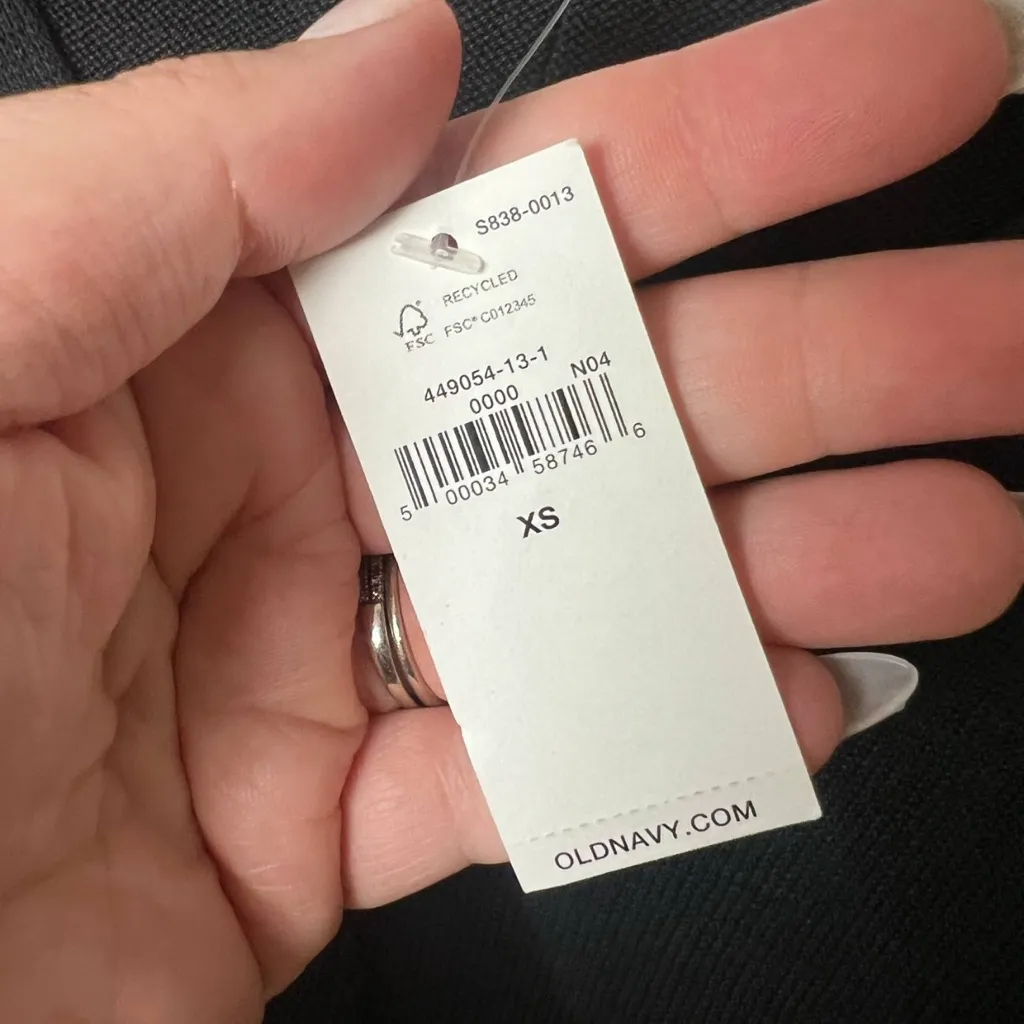 S838-0013
RECYCLED
FSC® C012345
FSC
449054-13-1
0000 N04
5 00034 58746 6
XS
OLDNAVY.COM